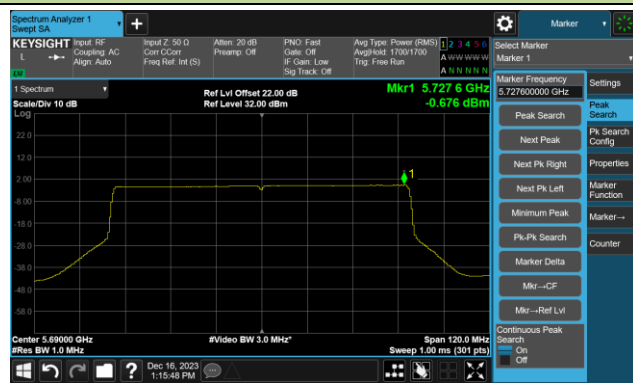 Spectrum Analyzer 1
Swept SA
Marker
KEYSIGHT
L
LXI
Input: RF
Coupling: AC
Align: Auto
Input Z: 50 Ω
Corr CCorr
Freq Ref: Int (S)
Atten: 20 dB
Preamp: Off
PNO: Fast
Gate: Off
IF Gain: Low
Sig Track: Off
Avg Type: Power (RMS)
Avg|Hold: 1700/1700
Trig: Free Run
1 2 3 4 5 6
A W W W W W
A N N N N N
Select Marker
Marker 1
1 Spectrum
Scale/Div 10 dB
Log
Ref Lvl Offset 22.00 dB
Ref Level 32.00 dBm
Mkr1 5.727 6 GHz
-0.676 dBm
22.0
12.0
2.00
-8.00
-18.0
-28.0
-38.0
-48.0
-58.0
1
Center 5.69000 GHz
#Res BW 1.0 MHz
#Video BW 3.0 MHz*
Span 120.0 MHz
Sweep 1.00 ms (301 pts)
Marker Frequency
5.727600000 GHz
Peak Search
Next Peak
Next Pk Right
Next Pk Left
Minimum Peak
Pk-Pk Search
Marker Delta
Mkr→CF
Mkr→Ref Lvl
Continuous Peak
Search
On
Off
Settings
Peak
Search
Pk Search
Config
Properties
Marker
Function
Marker→
Counter
?
Dec 16, 2023
1:15:48 PM